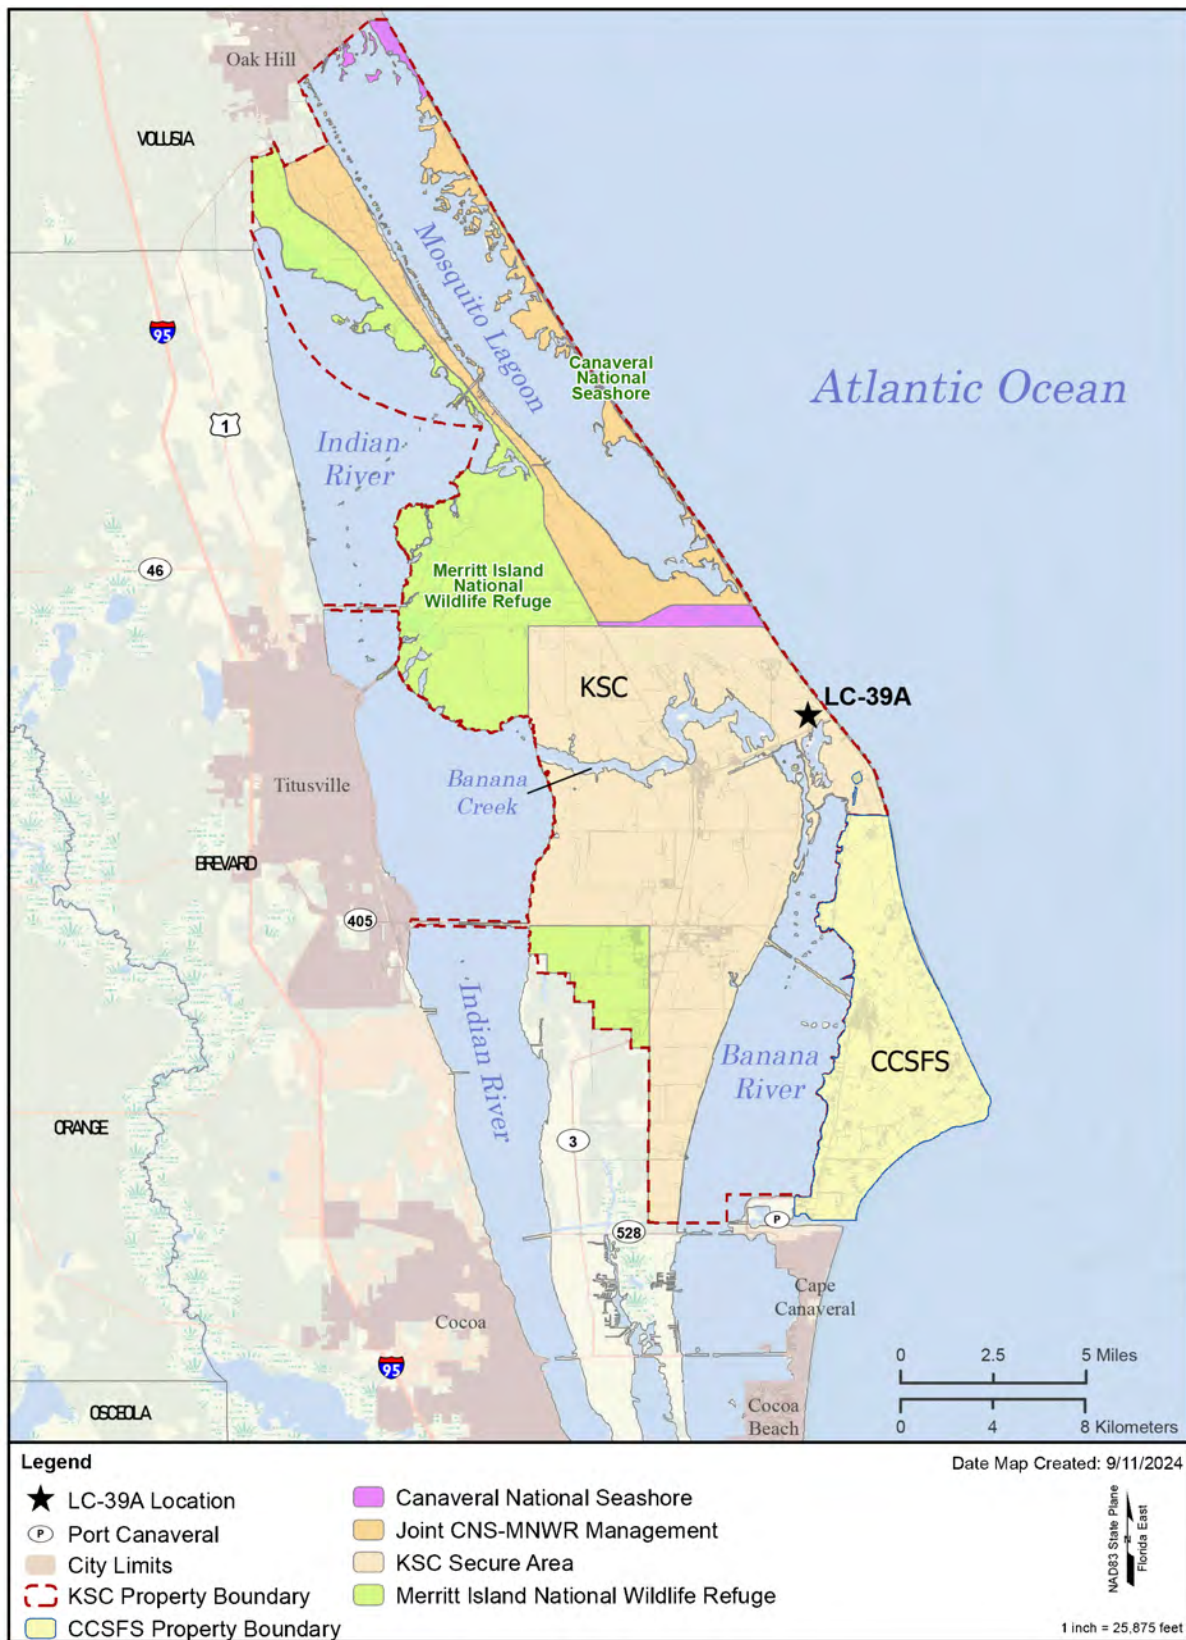 Oak Hill
VOLUSIA
Mosquito Lagoon
95
Canaveral
National
Seashore
Atlantic Ocean
1
Indian
River
46
Merritt Island
National
Wildlife Refuge
KSC
LC-39A
Banana
Creek
Titusville
BREVARD
405
Indian River
Banana
River
CCSFS
ORANGE
3
P
528
Cape
Canaveral
Cocoa
95
0 2.5 5 Miles
Cocoa
Beach
0 4 8 Kilometers
OSCEOLA
Legend
Date Map Created: 9/11/2024
LC-39A Location
P Port Canaveral
City Limits
KSC Property Boundary
CCSFS Property Boundary
Canaveral National Seashore
Joint CNS-MNWR Management
KSC Secure Area
Merritt Island National Wildlife Refuge
NAD83 State Plane
Florida East
N
1 inch = 25,875 feet